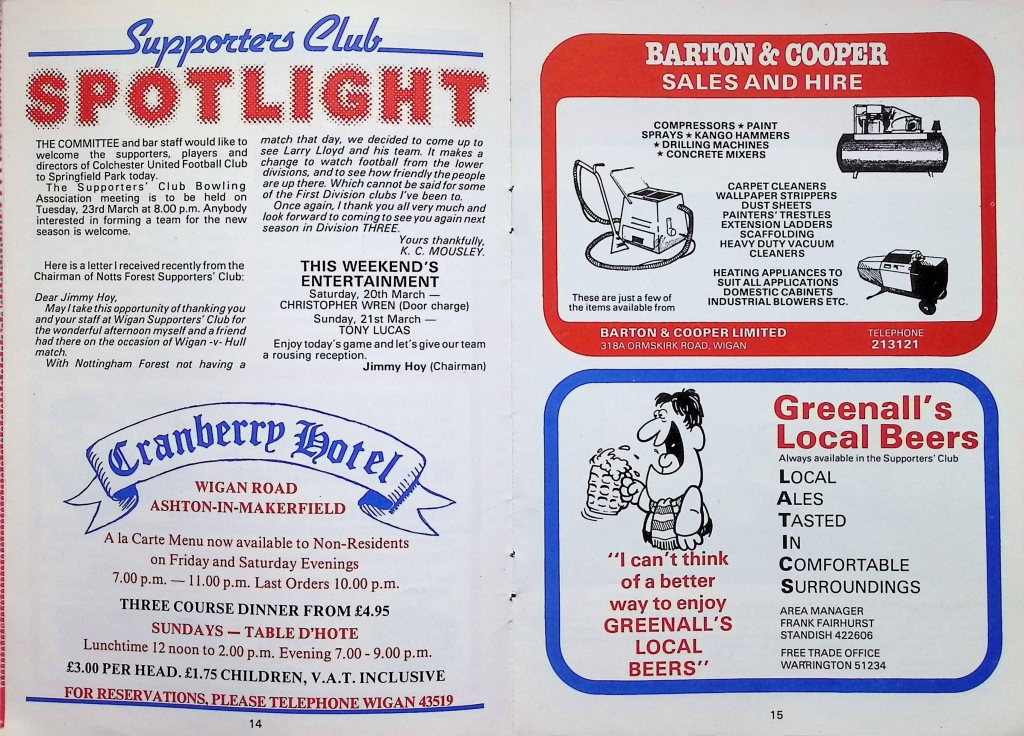 Supporters Club
SPOTLIGHT
THE COMMITTEE and bar staff would like to
welcome the supporters, players and
directors of Colchester United Football Club
to Springfield Park today.
The Supporters' Club Bowling
Association meeting is to be held on
Tuesday, 23rd March at 8.00 p.m. Anybody
interested in forming a team for the new
season is welcome.
Here is a letter I received recently from the
Chairman of Notts Forest Supporters' Club:
Dear Jimmy Hoy,
May I take this opportunity of thanking you
and your staff at Wigan Supporters' Club for
the wonderful afternoon myself and a friend
had there on the occasion of Wigan -v- Hull
match.
With Nottingham Forest not having a
match that day, we decided to come up to
see Larry Lloyd and his team. It makes a
change to watch football from the lower
divisions, and to see how friendly the people
are up there. Which cannot be said for some
of the First Division clubs I've been to.
Once again, I thank you all very much and
look forward to coming to see you again next
season in Division THREE.
Yours thankfully,
K. C. MOUSLEY.
THIS WEEKEND'S
ENTERTAINMENT
Saturday, 20th March —
CHRISTOPHER WREN (Door charge)
Sunday, 21st March —
TONY LUCAS
Enjoy today's game and let's give our team
a rousing reception.
Jimmy Hoy (Chairman)
Cranberry Hotel
WIGAN ROAD
ASHTON-IN-MAKERFIELD
A la Carte Menu now available to Non-Residents
on Friday and Saturday Evenings
7.00 p.m. — 11.00 p.m. Last Orders 10.00 p.m.
THREE COURSE DINNER FROM £4.95
SUNDAYS — TABLE D'HOTE
Lunchtime 12 noon to 2.00 p.m. Evening 7.00 - 9.00 p.m.
£3.00 PER HEAD. £1.75 CHILDREN, V.A.T. INCLUSIVE
FOR RESERVATIONS, PLEASE TELEPHONE WIGAN 43519
14
BARTON & COOPER
SALES AND HIRE
COMPRESSORS ★ PAINT
SPRAYS ★ KANGO HAMMERS
★ DRILLING MACHINES
★ CONCRETE MIXERS
CARPET CLEANERS
WALLPAPER STRIPPERS
DUST SHEETS
PAINTERS' TRESTLES
EXTENSION LADDERS
SCAFFOLDING
HEAVY DUTY VACUUM
CLEANERS
HEATING APPLIANCES TO
SUIT ALL APPLICATIONS
DOMESTIC CABINETS
INDUSTRIAL BLOWERS ETC.
These are just a few of
the items available from
BARTON & COOPER LIMITED
318A ORMSKIRK ROAD, WIGAN
TELEPHONE
213121
Greenall's
Local Beers
Always available in the Supporters' Club
LOCAL
ALES
TASTED
IN
COMFORTABLE
SURROUNDINGS
"I can't think
of a better
way to enjoy
GREENALL'S
LOCAL
BEERS"
AREA MANAGER
FRANK FAIRHURST
STANDISH 422606
FREE TRADE OFFICE
WARRINGTON 51234
15